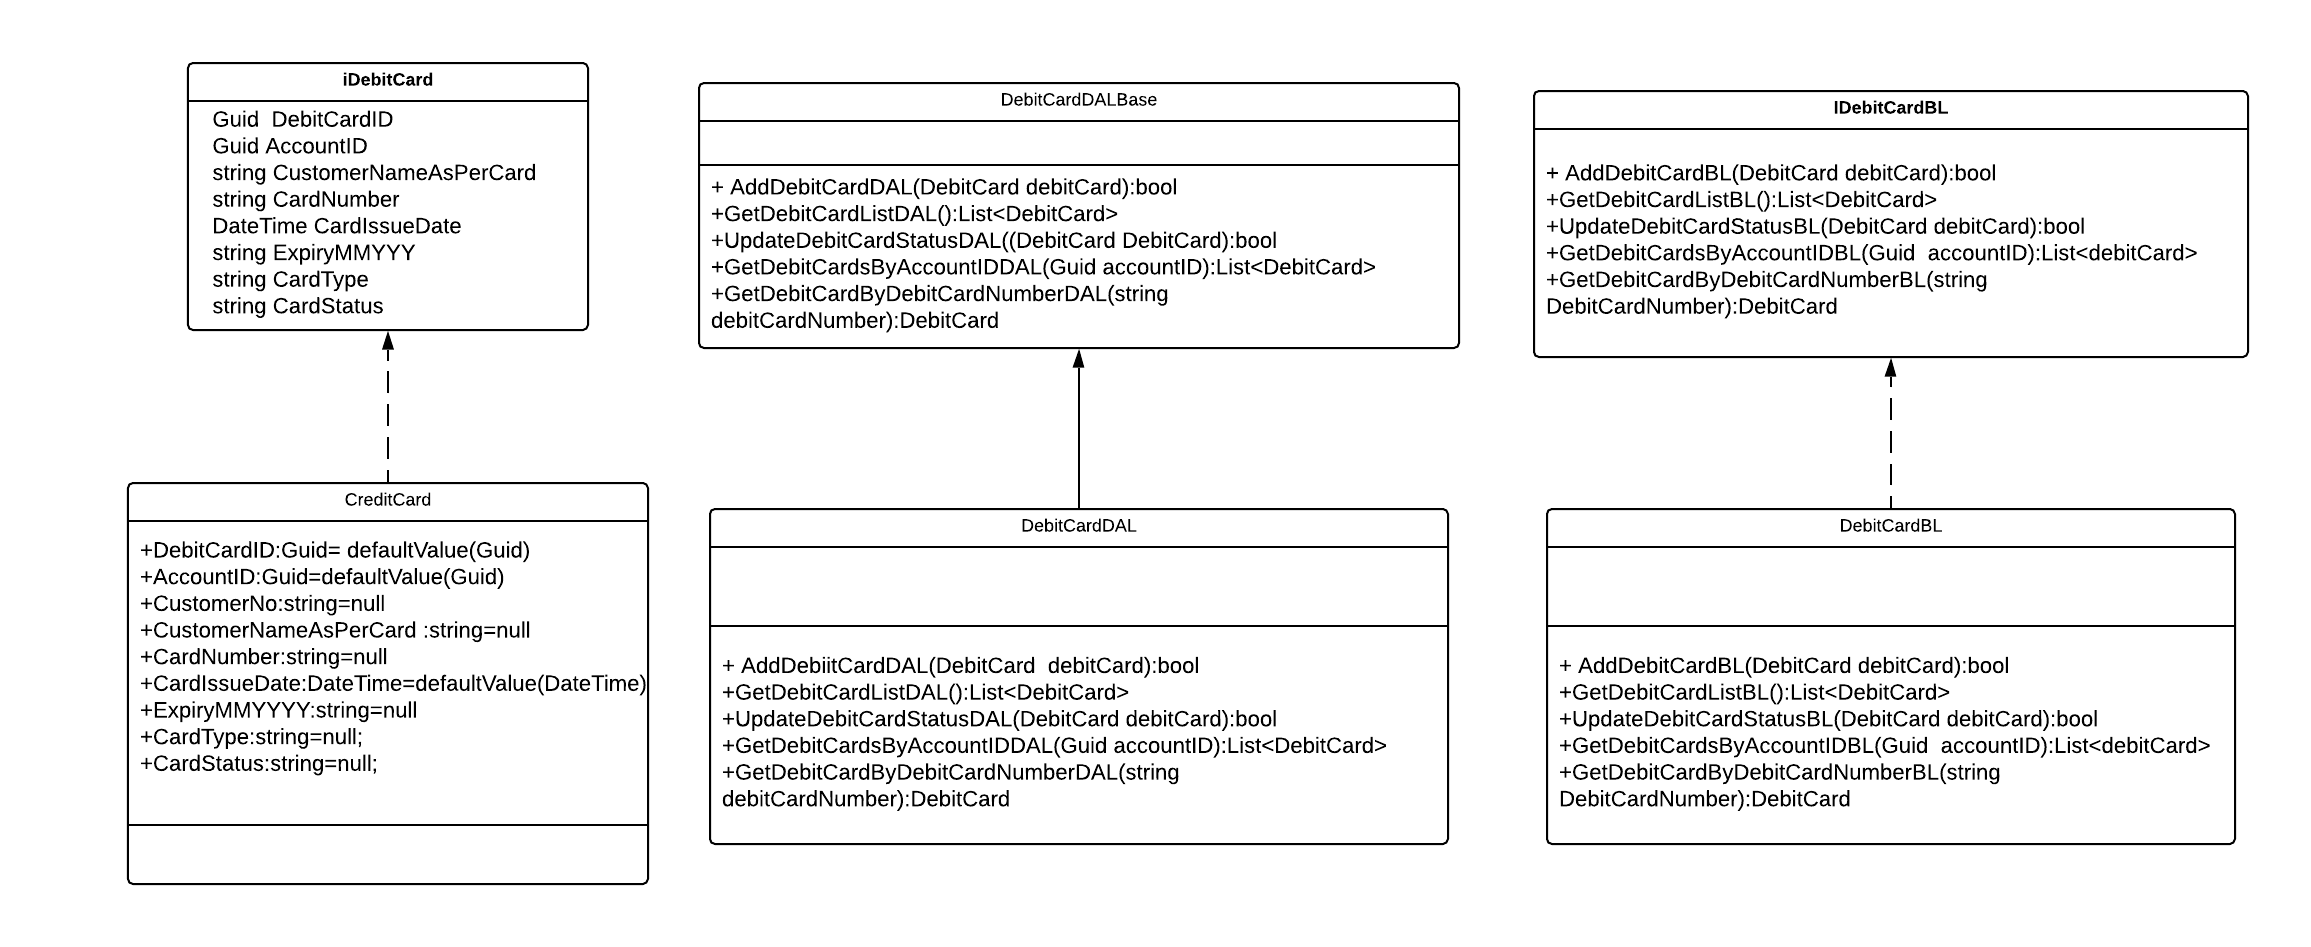 iDebitCard
Guid  DebitCardID
Guid AccountID
string CustomerNameAsPerCard
string CardNumber
DateTime CardIssueDate
string ExpiryMMYYY
string CardType
string CardStatus
CreditCard
+DebitCardID:Guid= defaultValue(Guid)
+AccountID:Guid=defaultValue(Guid)
+CustomerNo:string=null
+CustomerNameAsPerCard :string=null
+CardNumber:string=null
+CardIssueDate:DateTime=defaultValue(DateTime)
+ExpiryMMYYYY:string=null
+CardType:string=null;
+CardStatus:string=null;
DebitCardDALBase
+ AddDebitCardDAL(DebitCard debitCard):bool
+GetDebitCardListDAL():List<DebitCard>
+UpdateDebitCardStatusDAL((DebitCard DebitCard):bool
+GetDebitCardsByAccountIDDAL(Guid accountID):List<DebitCard>
+GetDebitCardByDebitCardNumberDAL(string
debitCardNumber):DebitCard
DebitCardDAL
+ AddDebiitCardDAL(DebitCard  debitCard):bool
+GetDebitCardListDAL():List<DebitCard>
+UpdateDebitCardStatusDAL(DebitCard debitCard):bool
+GetDebitCardsByAccountIDDAL(Guid accountID):List<DebitCard>
+GetDebitCardByDebitCardNumberDAL(string
debitCardNumber):DebitCard
IDebitCardBL
+ AddDebitCardBL(DebitCard debitCard):bool
+GetDebitCardListBL():List<DebitCard>
+UpdateDebitCardStatusBL(DebitCard debitCard):bool
+GetDebitCardsByAccountIDBL(Guid  accountID):List<debitCard>
+GetDebitCardByDebitCardNumberBL(string
DebitCardNumber):DebitCard
DebitCardBL
+ AddDebitCardBL(DebitCard debitCard):bool
+GetDebitCardListBL():List<DebitCard>
+UpdateDebitCardStatusBL(DebitCard debitCard):bool
+GetDebitCardsByAccountIDBL(Guid  accountID):List<debitCard>
+GetDebitCardByDebitCardNumberBL(string
DebitCardNumber):DebitCard